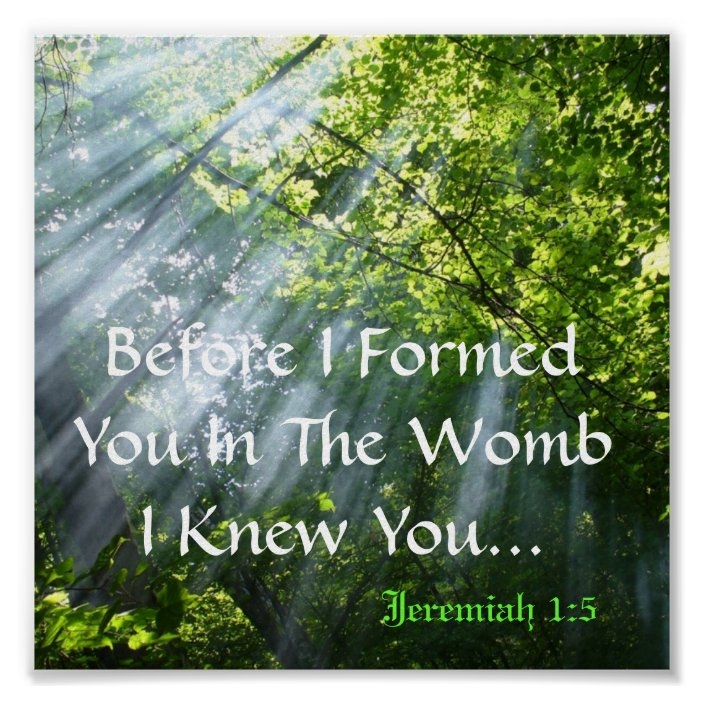 Before I Formed
You In The Womb
I Knew You...
Jeremiah 1:5